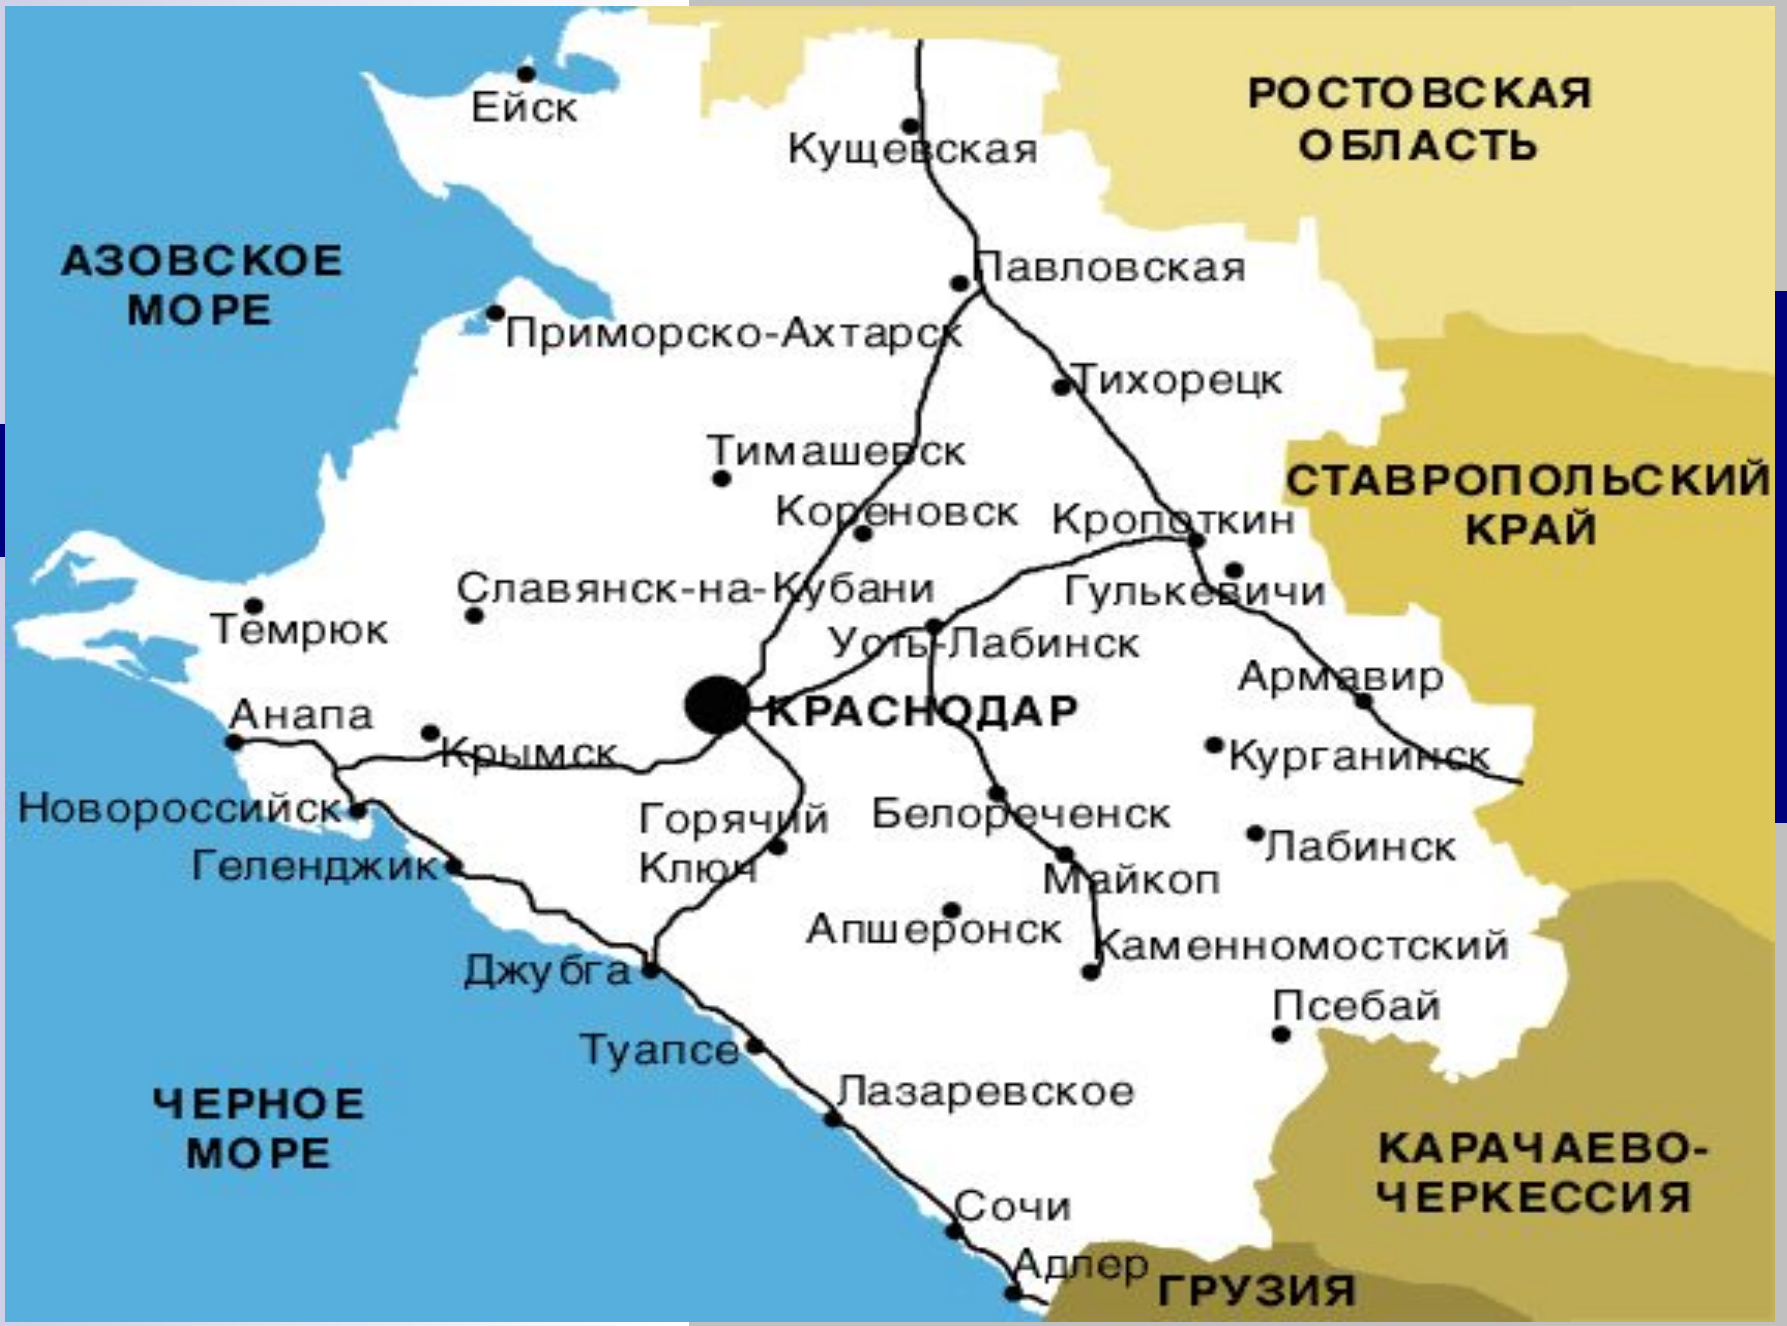 Ейск
РОСТОВСКАЯ
ОБЛАСТЬ
Кущевская
АЗОВСКОЕ
МОРЕ
Павловская
Приморско-Ахтарск
Тихорецк
Тимашевск
СТАВРОПОЛЬСКИЙ
КРАЙ
Кореновск
Кропоткин
Славянск-на-Кубани
Гулькевичи
Темрюк
Усть-Лабинск
Армавир
Анапа
КРАСНОДАР
Крымск
Курганинск
Новороссийск
Горячий
Ключ
Белореченск
Лабинск
Геленджик
Майкоп
Апшеронск
Каменномостский
Джубга
Псебай
Туапсе
Лазаревское
ЧЕРНОЕ
МОРЕ
КАРАЧАЕВО-
ЧЕРКЕССИЯ
Сочи
Адлер
ГРУЗИЯ